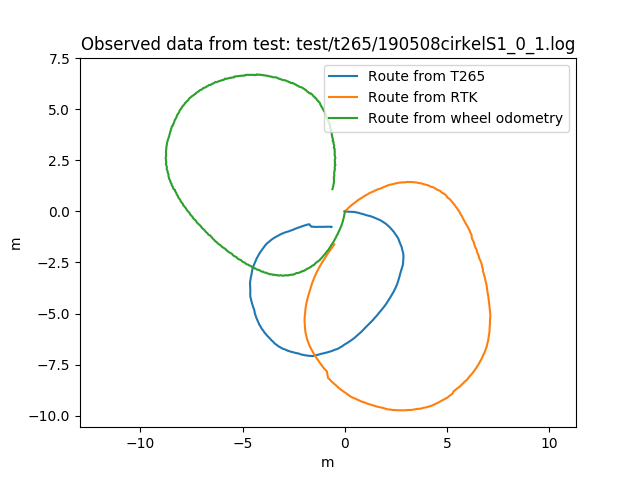 Observed data from test: test/t265/190508cirkelS1_0_1.log
Route from T265
Route from RTK
Route from wheel odometry
7.5
5.0
2.5
0.0
−2.5
−5.0
−7.5
−10.0
m
−10
−5
0
5
10
m